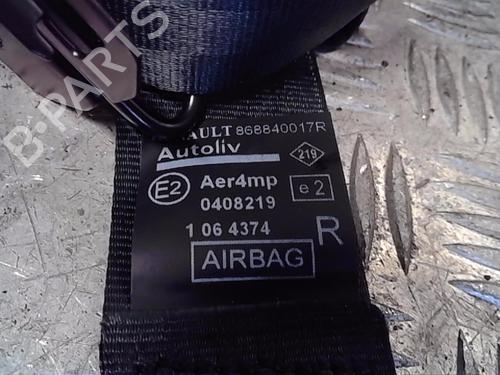 B-PARTS
AULT 868840017R
Autoliv
219
E2 Aer4mp e2
0408219
1 06 4374 R
AIRBAG